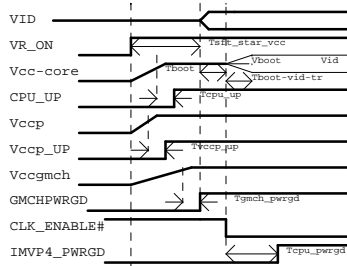 VID
VR_ON
Tsft_star_vcc
Vcc-core
Tboot
Vboot
Vid
Tboot-vid-tr
CPU_UP
Tcpu_up
Vccp
Vccp_UP
Tvccp_up
Vccgmch
GMCHPWRGD
Tgmch_pwrgd
CLK_ENABLE#
IMVP4_PWRGD
Tcpu_pwrgd